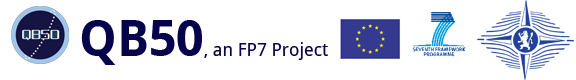 QB50
QB50, an FP7 Project
SEVENTH FRAMEWORK
PROGRAMME